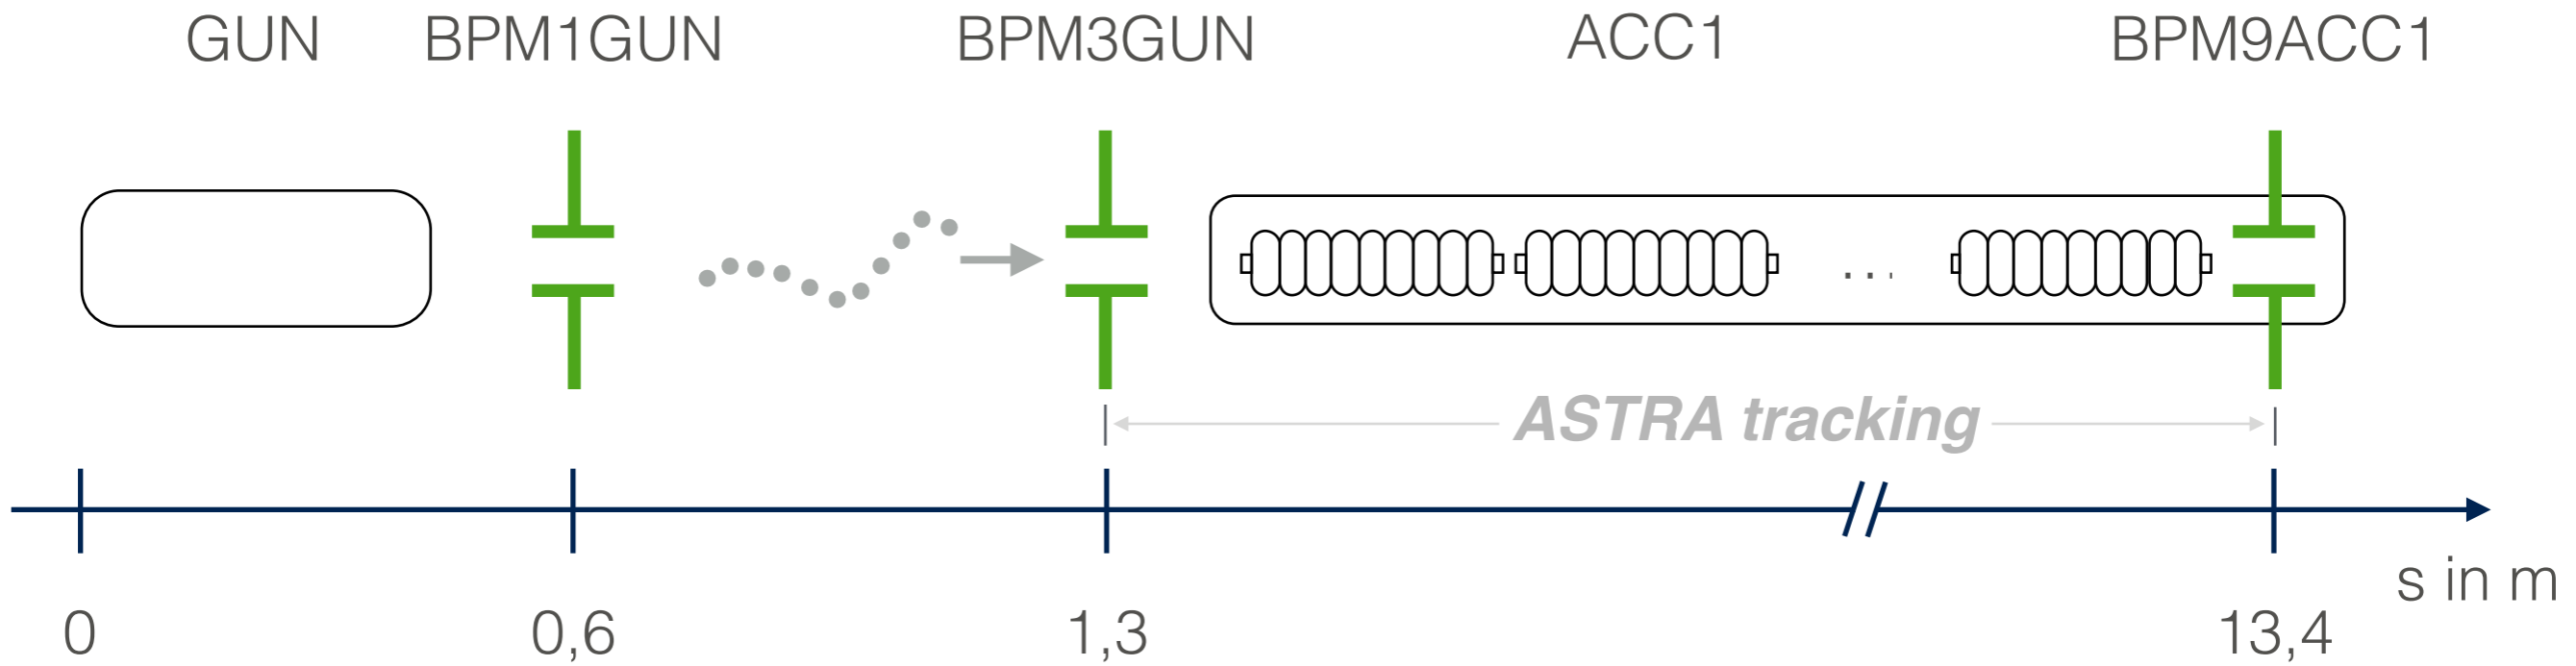 GUN BPM1GUN BPM3GUN ACC1 BPM9ACC1
...
ASTRA tracking
s in m
0 0,6 1,3 13,4